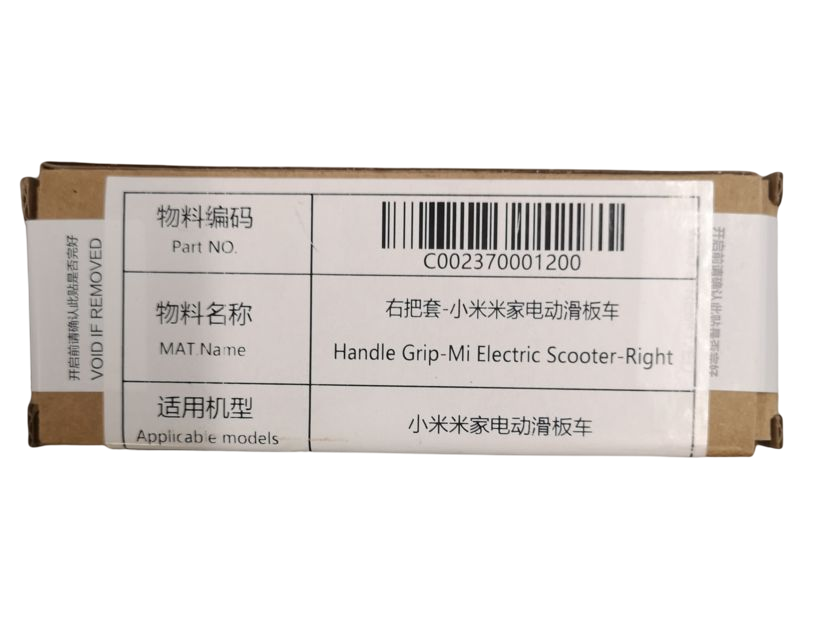 物料编码
Part NO.
C002370001200
物料名称
MAT.Name
右把套-小米米家电动滑板车
Handle Grip-Mi Electric Scooter-Right
适用机型
Applicable models
小米米家电动滑板车
开启前请确认此贴是否完好
VOID IF REMOVED
开启前请确认此贴是否完好